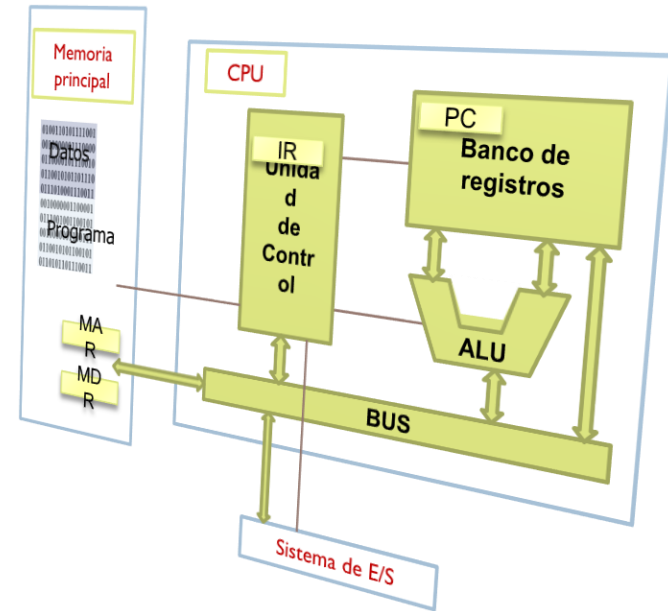 Memoria
principal
CPU
Datos
Programa
MA
R
MD
R
IR
Unida
d
de
Contr
ol
PC
Banco de
registros
ALU
BUS
Sistema de E/S